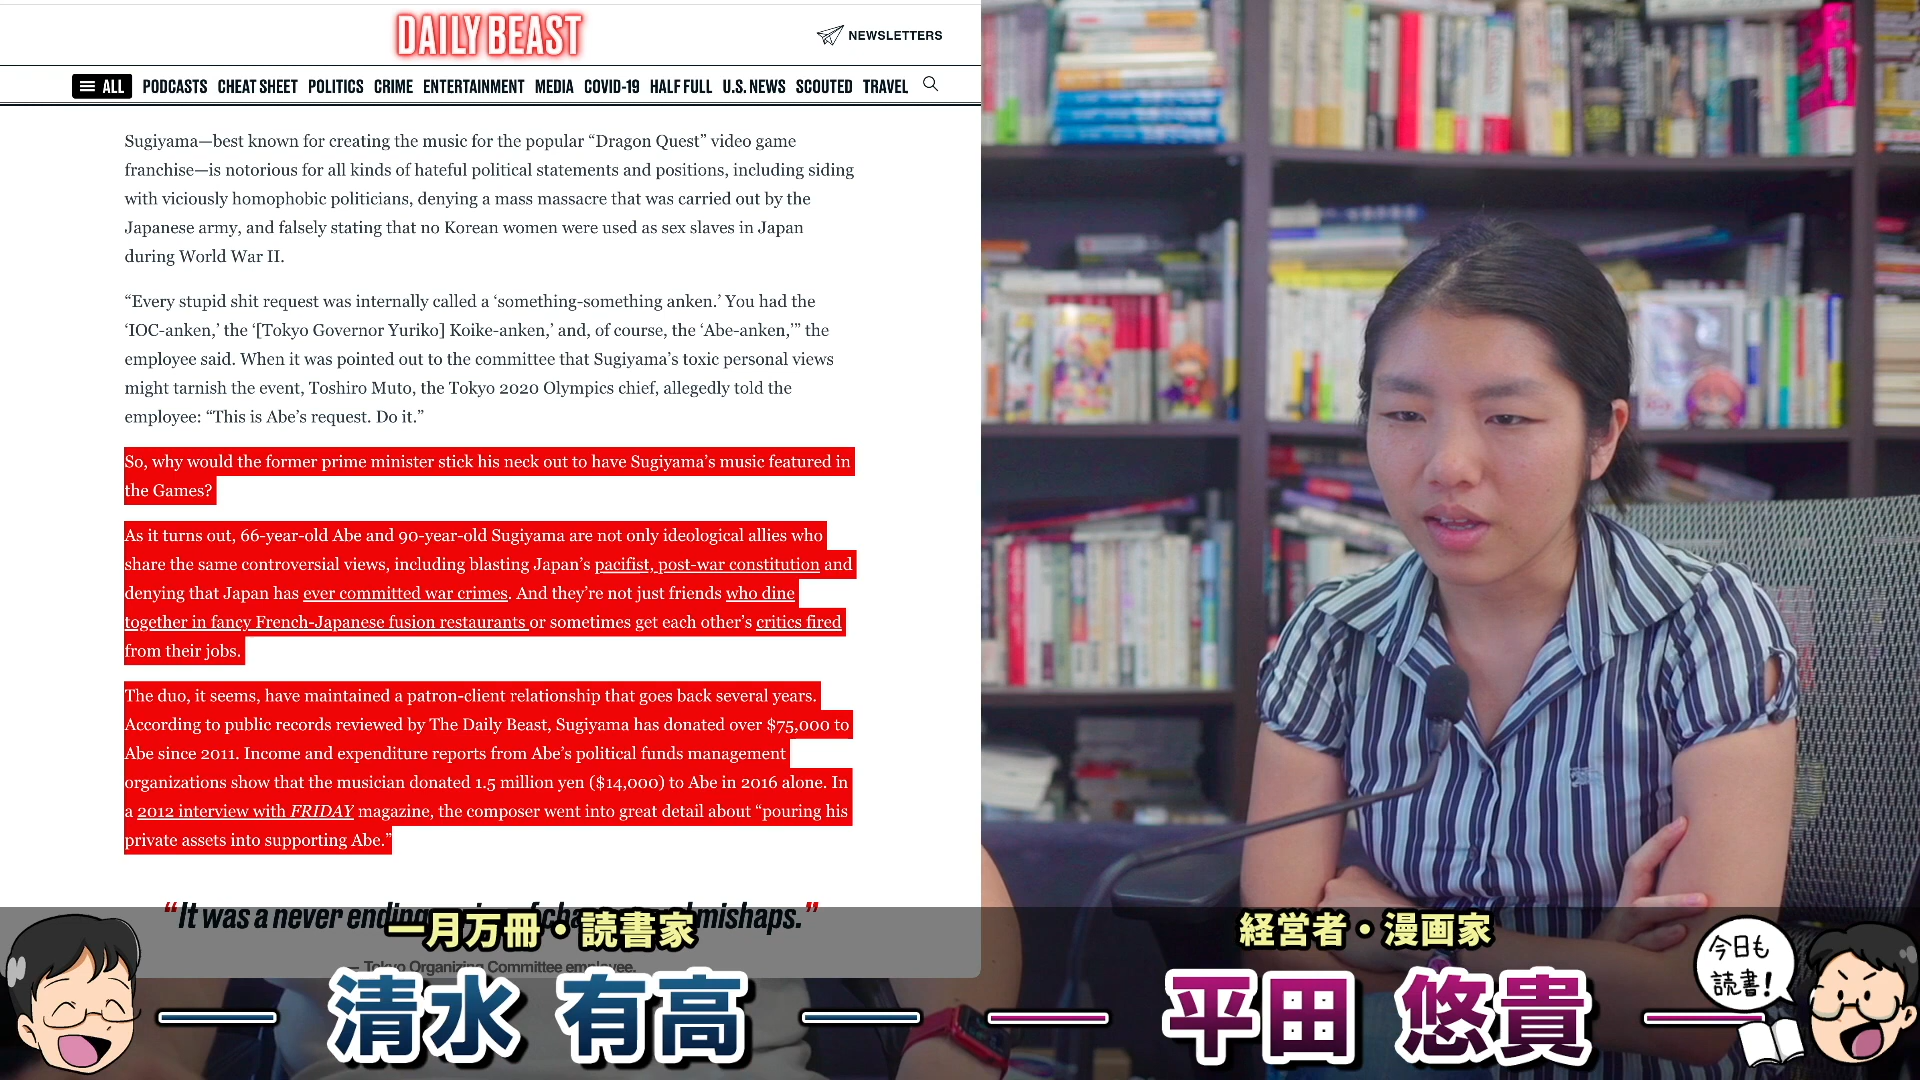 DAILY BEAST
NEWSLETTERS
ALL PODCASTS CHEAT SHEET POLITICS CRIME ENTERTAINMENT MEDIA COVID-19 HALF FULL U.S. NEWS SCOUTED TRAVEL
Sugiyama—best known for creating the music for the popular “Dragon Quest” video game
franchise—is notorious for all kinds of hateful political statements and positions, including siding
with viciously homophobic politicians, denying a mass massacre that was carried out by the
Japanese army, and falsely stating that no Korean women were used as sex slaves in Japan
during World War II.
“Every stupid shit request was internally called a ‘something-something anken.’ You had the
‘IOC-anken,’ the ‘[Tokyo Governor Yuriko] Koike-anken,’ and, of course, the ‘Abe-anken,’” the
employee said. When it was pointed out to the committee that Sugiyama’s toxic personal views
might tarnish the event, Toshiro Muto, the Tokyo 2020 Olympics chief, allegedly told the
employee: “This is Abe’s request. Do it.”
So, why would the former prime minister stick his neck out to have Sugiyama’s music featured in
the Games?
As it turns out, 66-year-old Abe and 90-year-old Sugiyama are not only ideological allies who
share the same controversial views, including blasting Japan’s pacifist, post-war constitution and
denying that Japan has ever committed war crimes. And they’re not just friends who dine
together in fancy French-Japanese fusion restaurants or sometimes get each other’s critics fired
from their jobs.
The duo, it seems, have maintained a patron-client relationship that goes back several years.
According to public records reviewed by The Daily Beast, Sugiyama has donated over $75,000 to
Abe since 2011. Income and expenditure reports from Abe’s political funds management
organizations show that the musician donated 1.5 million yen ($14,000) to Abe in 2016 alone. In
a 2012 interview with FRIDAY magazine, the composer went into great detail about “pouring his
private assets into supporting Abe.”
“It was a never ending mishaps.”
— Tokyo Organizing Committee employee.
一月万冊・読書家
清水 有高
経営者・漫画家
平田 悠貴
今日も
読書!